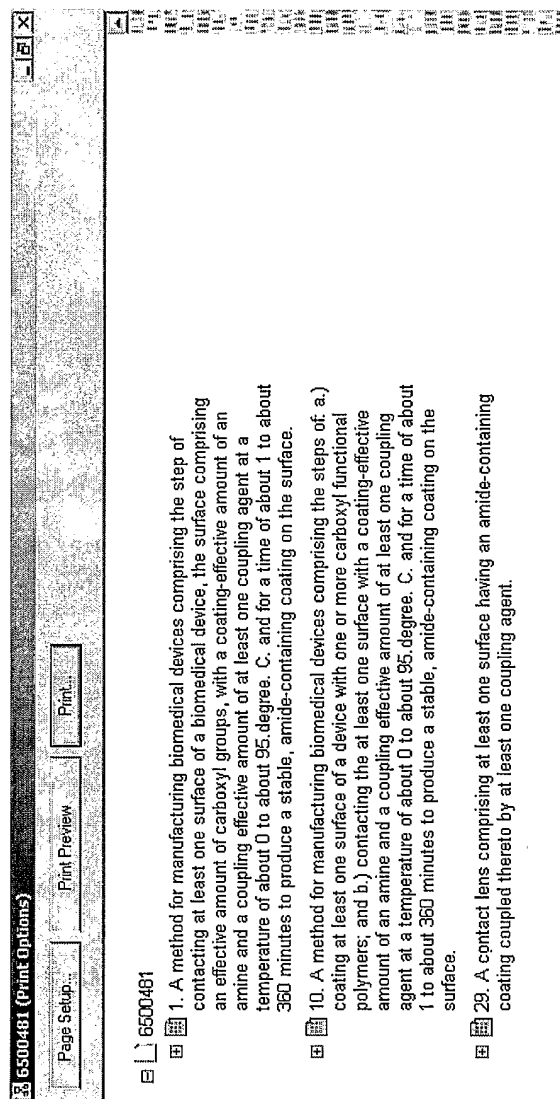 6500481 (Print Options)
Page Setup...
Print Preview
Print...
6500481
1. A method for manufacturing biomedical devices comprising the step of
contacting at least one surface of a biomedical device, the surface comprising
an effective amount of carboxyl groups, with a coating-effective amount of an
amine and a coupling effective amount of at least one coupling agent at a
temperature of about 0 to about 95.degree. C. and for a time of about 1 to about
360 minutes to produce a stable, amide-containing coating on the surface.
10. A method for manufacturing biomedical devices comprising the steps of: a.)
coating at least one surface of a device with one or more carboxyl functional
polymers; and b.) contacting the at least one surface with a coating-effective
amount of an amine and a coupling effective amount of at least one coupling
agent at a temperature of about 0 to about 95.degree. C. and for a time of about
1 to about 360 minutes to produce a stable, amide-containing coating on the
surface.
29. A contact lens comprising at least one surface having an amide-containing
coating coupled thereto by at least one coupling agent.